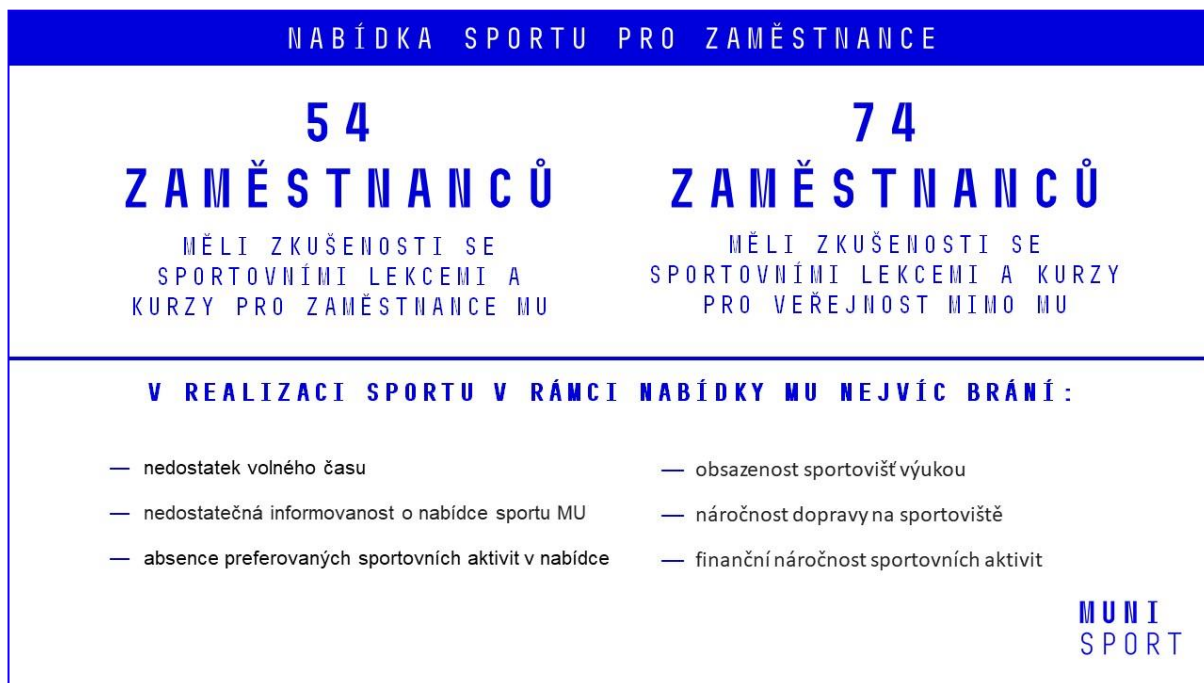 NABÍDKA SPORTU PRO ZAMĚSTNANCE
54
ZAMĚSTNANCŮ
MĚLI ZKUŠENOSTI SE
SPORTOVNÍMI LEKCEMI A
KURZY PRO ZAMĚSTNANCE MU
74
ZAMĚSTNANCŮ
MĚLI ZKUŠENOSTI SE
SPORTOVNÍMI LEKCEMI A KURZY
PRO VEŘEJNOST MIMO MU
V REALIZACI SPORTU V RÁMCI NABÍDKY MU NEJVÍC BRÁNÍ:
— nedostatek volného času
— nedostatečná informovanost o nabídce sportu MU
— absence preferovaných sportovních aktivit v nabídce
— obsazenost sportovišť výukou
— náročnost dopravy na sportoviště
— finanční náročnost sportovních aktivit
MUNI
SPORT